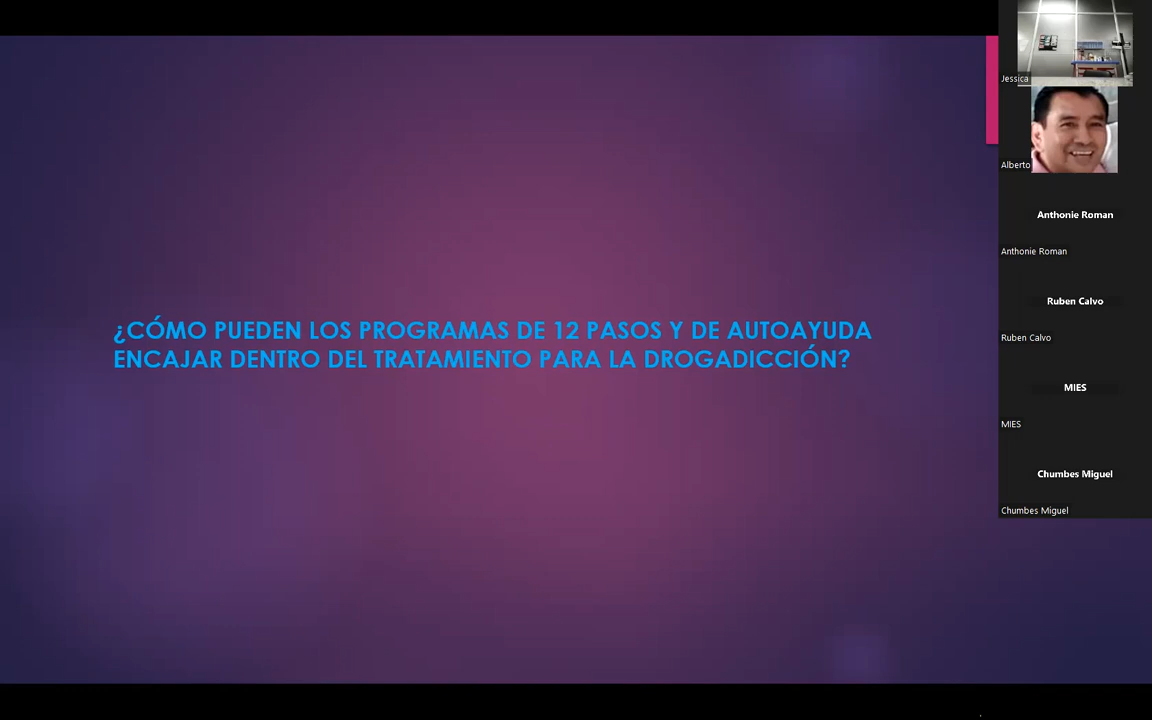 ¿CÓMO PUEDEN LOS PROGRAMAS DE 12 PASOS Y DE AUTOAYUDA
ENCAJAR DENTRO DEL TRATAMIENTO PARA LA DROGADICCIÓN?
Jessica
Alberto
Anthonie Roman
Anthonie Roman
Ruben Calvo
Ruben Calvo
MIES
MIES
Chumbes Miguel
Chumbes Miguel